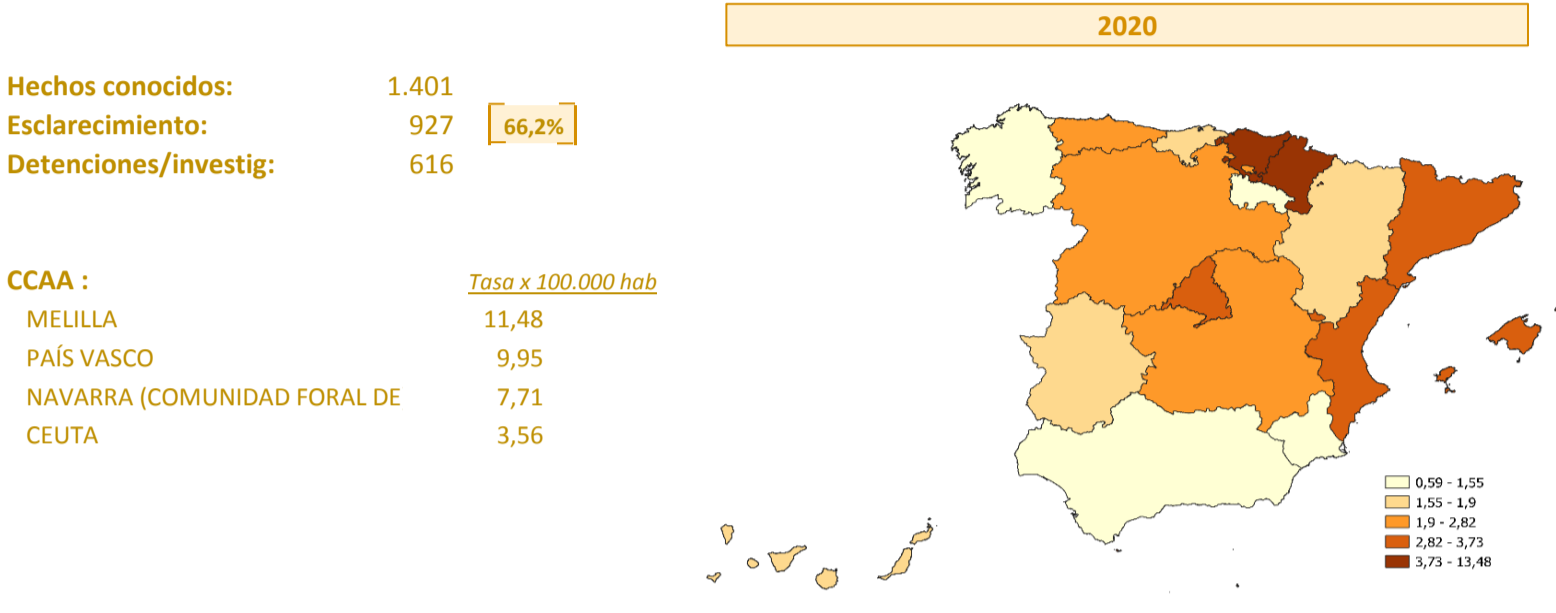 2020
Hechos conocidos: 1.401
Esclarecimiento: 927 66,2%
Detenciones/investig: 616
CCAA : Tasa x 100.000 hab
MELILLA 11,48
PAÍS VASCO 9,95
NAVARRA (COMUNIDAD FORAL DE 7,71
CEUTA 3,56
0,59 - 1,55
1,55 - 1,9
1,9 - 2,82
2,82 - 3,73
3,73 - 13,48